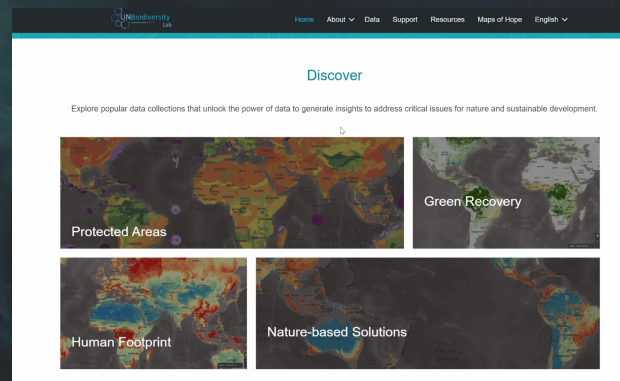 UNBiodiversity
Lab
Home About Data Support Resources Maps of Hope English
Discover
Explore popular data collections that unlock the power of data to generate insights to address critical issues for nature and sustainable development.
Protected Areas
Green Recovery
Human Footprint
Nature-based Solutions